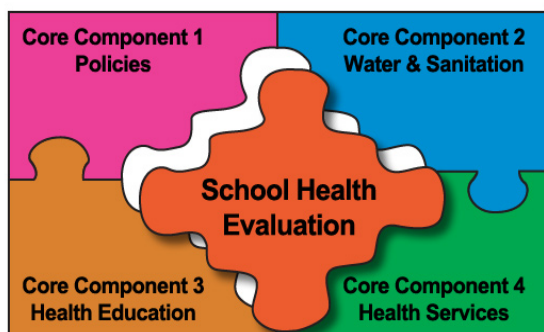 Core Component 1
Policies
Core Component 2
Water & Sanitation
School Health
Evaluation
Core Component 3
Health Education
Core Component 4
Health Services